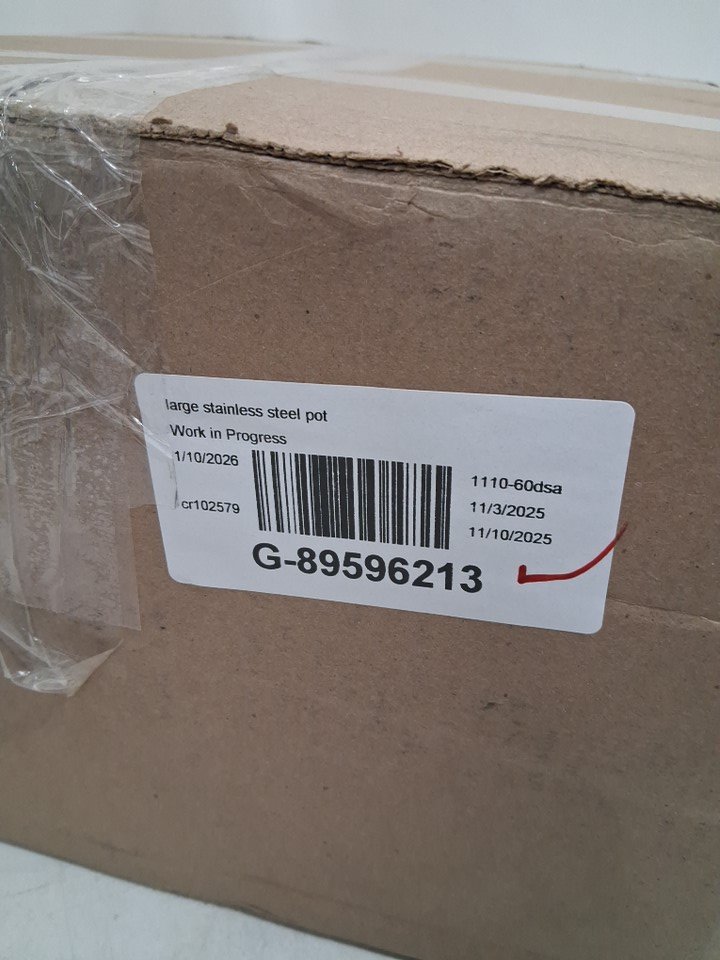 large stainless steel pot
Work in Progress
1/10/2026
1110-60dsa
cr102579
11/3/2025
11/10/2025
G-89596213